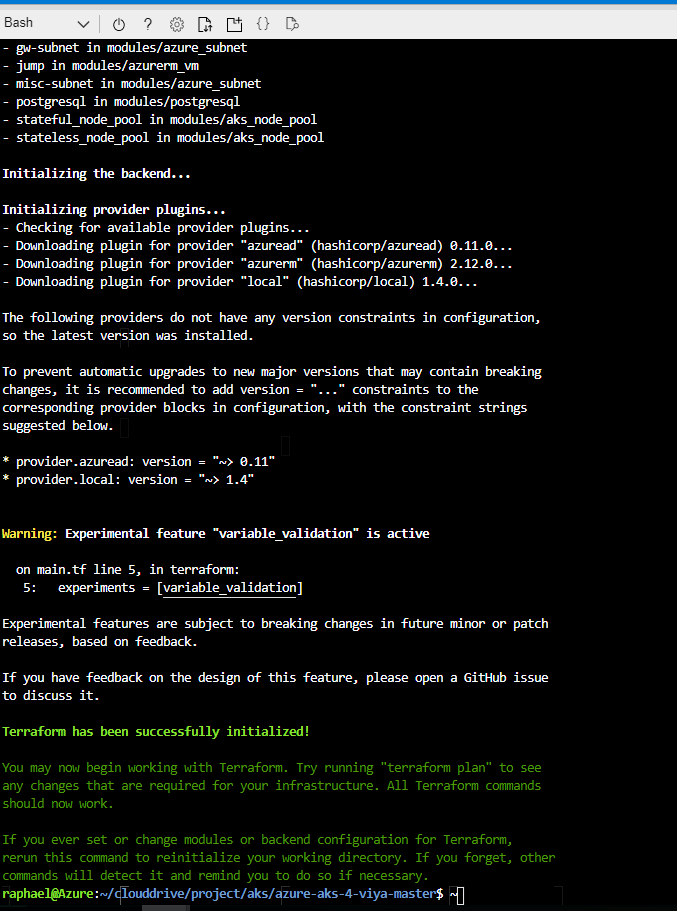 Bash
- gw-subnet in modules/azure_subnet
- jump in modules/azurerm_vm
- misc-subnet in modules/azure_subnet
- postgresql in modules/postgresql
- stateful_node_pool in modules/aks_node_pool
- stateless_node_pool in modules/aks_node_pool
Initializing the backend...
Initializing provider plugins...
- Checking for available provider plugins...
- Downloading plugin for provider "azuread" (hashicorp/azuread) 0.11.0...
- Downloading plugin for provider "azurerm" (hashicorp/azurerm) 2.12.0...
- Downloading plugin for provider "local" (hashicorp/local) 1.4.0...
The following providers do not have any version constraints in configuration,
so the latest version was installed.
To prevent automatic upgrades to new major versions that may contain breaking
changes, it is recommended to add version = "..." constraints to the
corresponding provider blocks in configuration, with the constraint strings
suggested below.
* provider.azuread: version = "~> 0.11"
* provider.local: version = "~> 1.4"
Warning: Experimental feature "variable_validation" is active
on main.tf line 5, in terraform:
5: experiments = [variable_validation]
Experimental features are subject to breaking changes in future minor or patch
releases, based on feedback.
If you have feedback on the design of this feature, please open a GitHub issue
to discuss it.
Terraform has been successfully initialized!
You may now begin working with Terraform. Try running "terraform plan" to see
any changes that are required for your infrastructure. All Terraform commands
should now work.
If you ever set or change modules or backend configuration for Terraform,
rerun this command to reinitialize your working directory. If you forget, other
commands will detect it and remind you to do so if necessary.
raphael@Azure:~/clouddrive/project/aks/azure-aks-4-viya-master$ ~